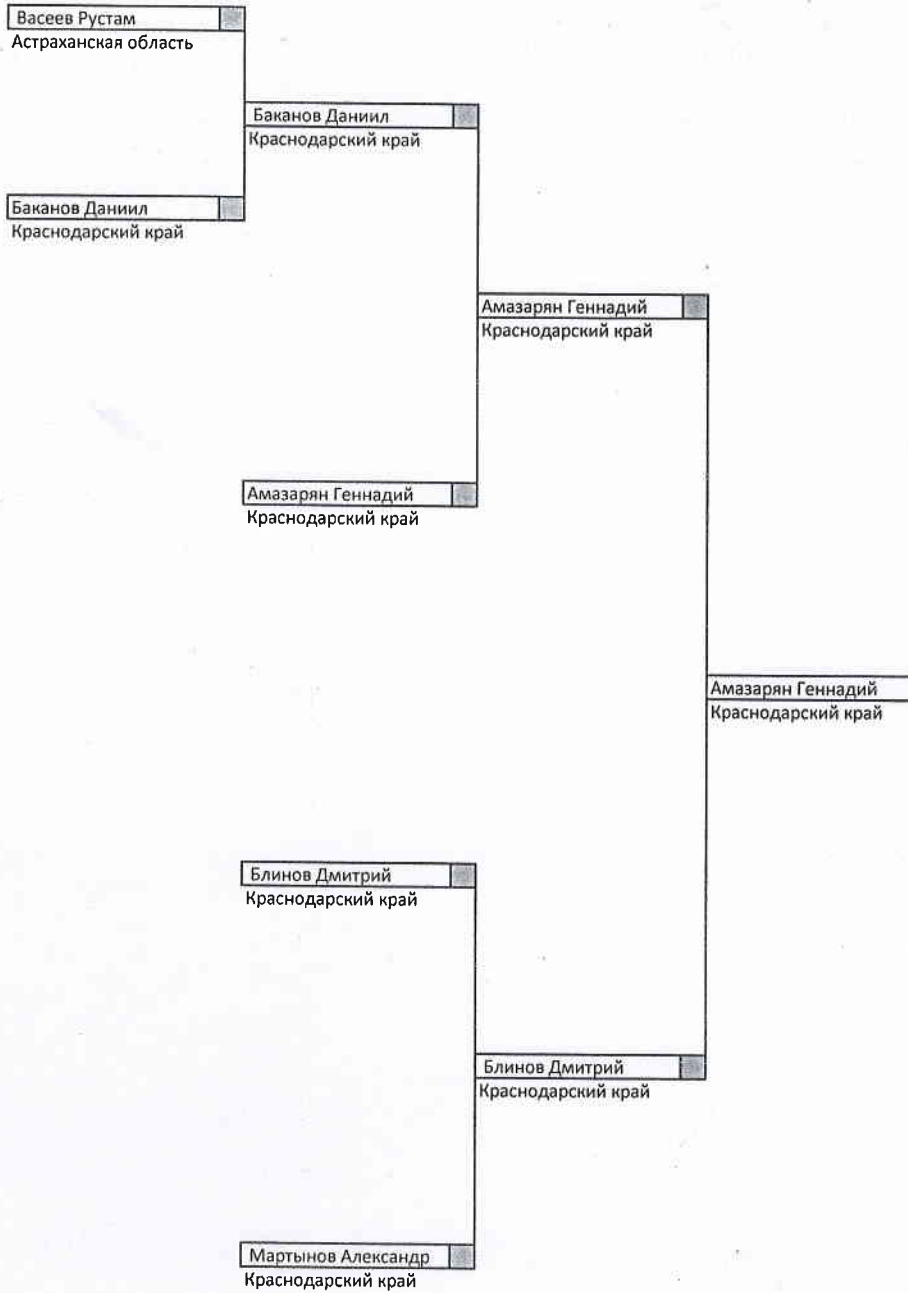 Васеев Рустам
Астраханская область
Баканов Даниил
Краснодарский край
Баканов Даниил
Краснодарский край
Амазарян Геннадий
Краснодарский край
Амазарян Геннадий
Краснодарский край
Амазарян Геннадий
Краснодарский край
Блинов Дмитрий
Краснодарский край
Блинов Дмитрий
Краснодарский край
Мартынов Александр
Краснодарский край